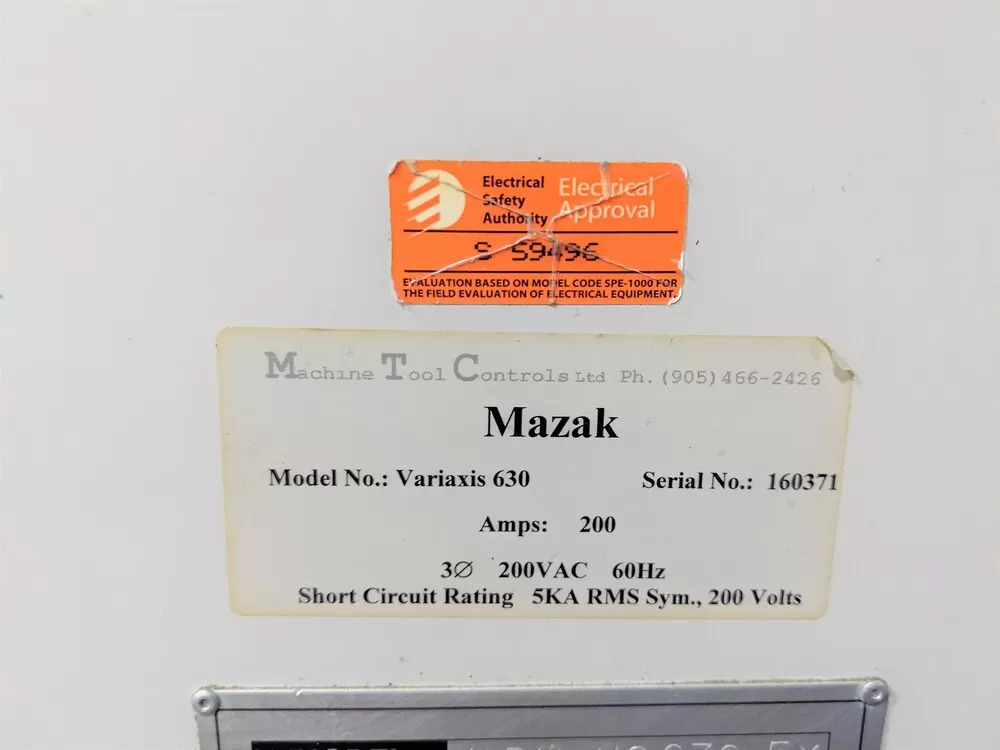 Electrical
Safety
Authority
Electrical
Approval
S 59496
EVALUATION BASED ON MODEL CODE SPE-1000 FOR
THE FIELD EVALUATION OF ELECTRICAL EQUIPMENT.
Machine Tool Controls Ltd Ph. (905)466-2426
Mazak
Model No.: Variaxis 630 Serial No.: 160371
Amps: 200
3∅ 200VAC 60Hz
Short Circuit Rating 5KA RMS Sym., 200 Volts